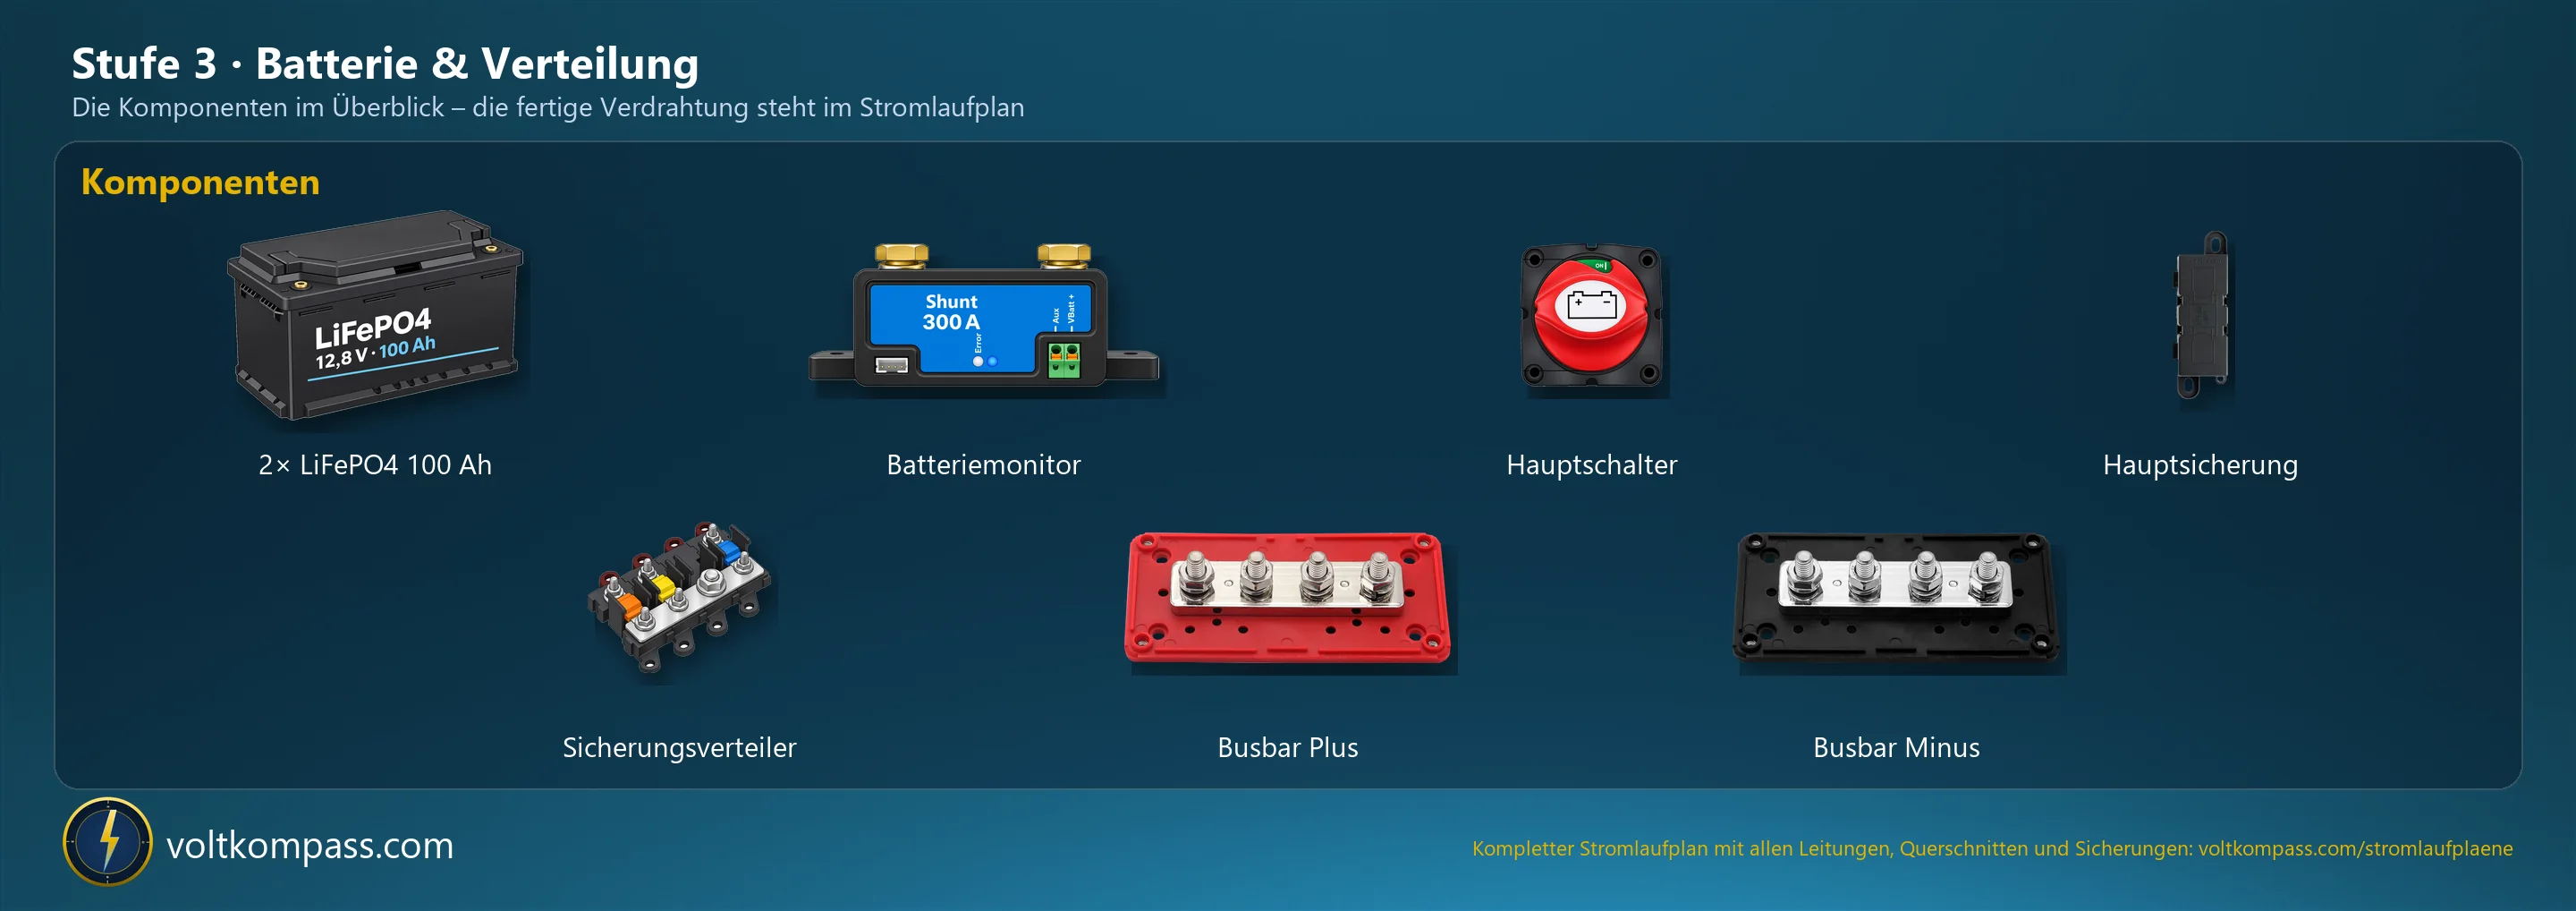 Stufe 3 · Batterie & Verteilung
Die Komponenten im Überblick – die fertige Verdrahtung steht im Stromlaufplan
Komponenten
LiFePO4
12,8 V · 100 Ah
Shunt
300 A
Error
Aux
VBatt +
ON
+ −
2× LiFePO4 100 Ah
Batteriemonitor
Hauptschalter
Hauptsicherung
Sicherungsverteiler
Busbar Plus
Busbar Minus
voltkompass.com
Kompletter Stromlaufplan mit allen Leitungen, Querschnitten und Sicherungen: voltkompass.com/stromlaufplaene